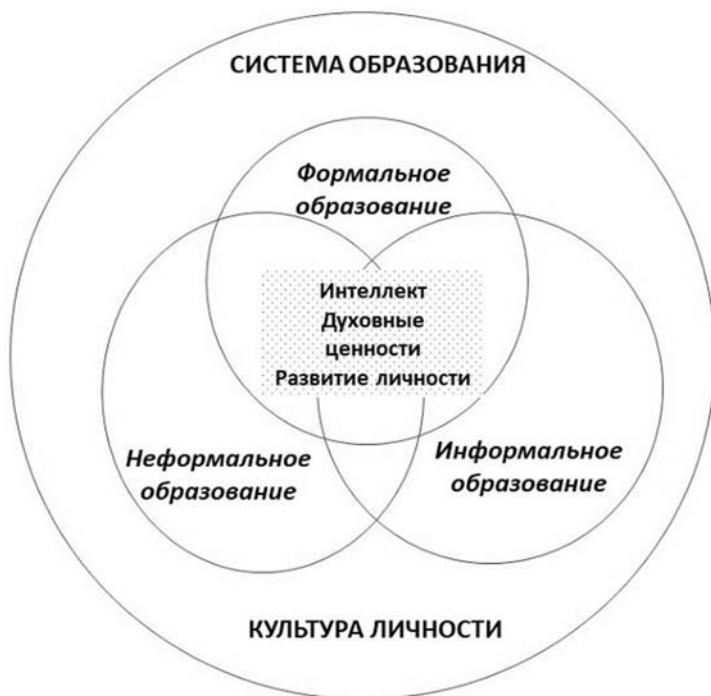 СИСТЕМА ОБРАЗОВАНИЯ
Формальное
образование
Интеллект
Духовные
ценности
Развитие личности
Неформальное
образование
Информальное
образование
КУЛЬТУРА ЛИЧНОСТИ